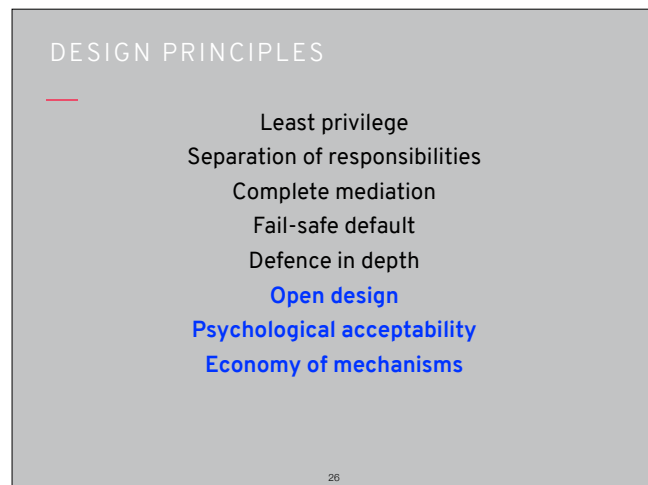 DESIGN PRINCIPLES
Least privilege
Separation of responsibilities
Complete mediation
Fail-safe default
Defence in depth
Open design
Psychological acceptability
Economy of mechanisms
26